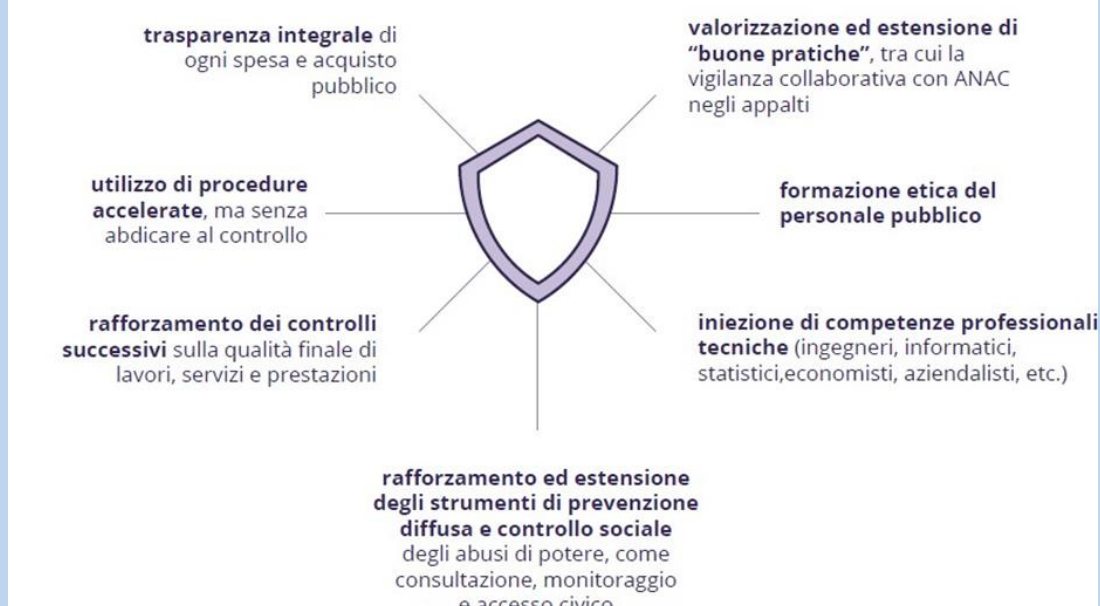 trasparenza integrale di
ogni spesa e acquisto
pubblico
valorizzazione ed estensione di
“buone pratiche”, tra cui la
vigilanza collaborativa con ANAC
negli appalti
utilizzo di procedure
accelerate, ma senza
abdicare al controllo
formazione etica del
personale pubblico
rafforzamento dei controlli
successivi sulla qualità finale di
lavori, servizi e prestazioni
iniezione di competenze professionali
tecniche (ingegneri, informatici,
statistici,economisti, aziendalisti, etc.)
rafforzamento ed estensione
degli strumenti di prevenzione
diffusa e controllo sociale
degli abusi di potere, come
consultazione, monitoraggio
e accesso civico